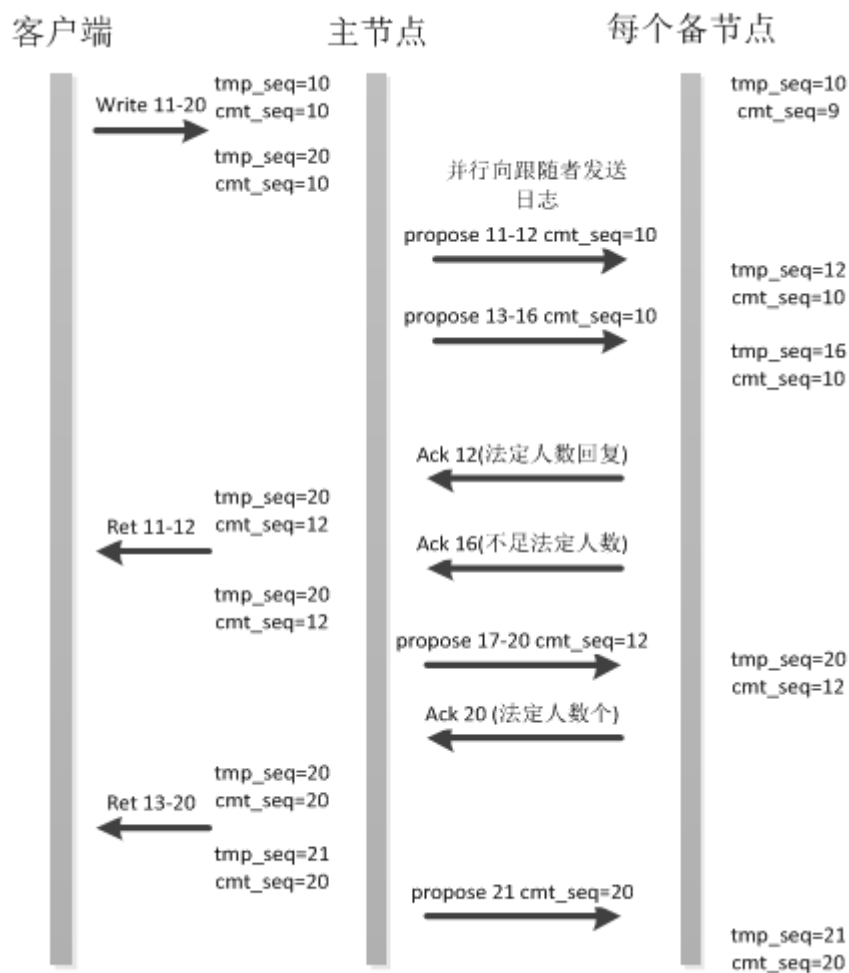 客户端
主节点
每个备节点
tmp_seq=10
cmt_seq=10
tmp_seq=10
cmt_seq=9
Write 11-20
tmp_seq=20
cmt_seq=10
并行向跟随者发送
日志
propose 11-12 cmt_seq=10
tmp_seq=12
cmt_seq=10
propose 13-16 cmt_seq=10
tmp_seq=16
cmt_seq=10
Ack 12(法定人数回复)
tmp_seq=20
cmt_seq=12
Ret 11-12
Ack 16(不足法定人数)
tmp_seq=20
cmt_seq=12
propose 17-20 cmt_seq=12
tmp_seq=20
cmt_seq=12
Ack 20 (法定人数个)
tmp_seq=20
cmt_seq=20
Ret 13-20
tmp_seq=21
cmt_seq=20
propose 21 cmt_seq=20
tmp_seq=21
cmt_seq=20